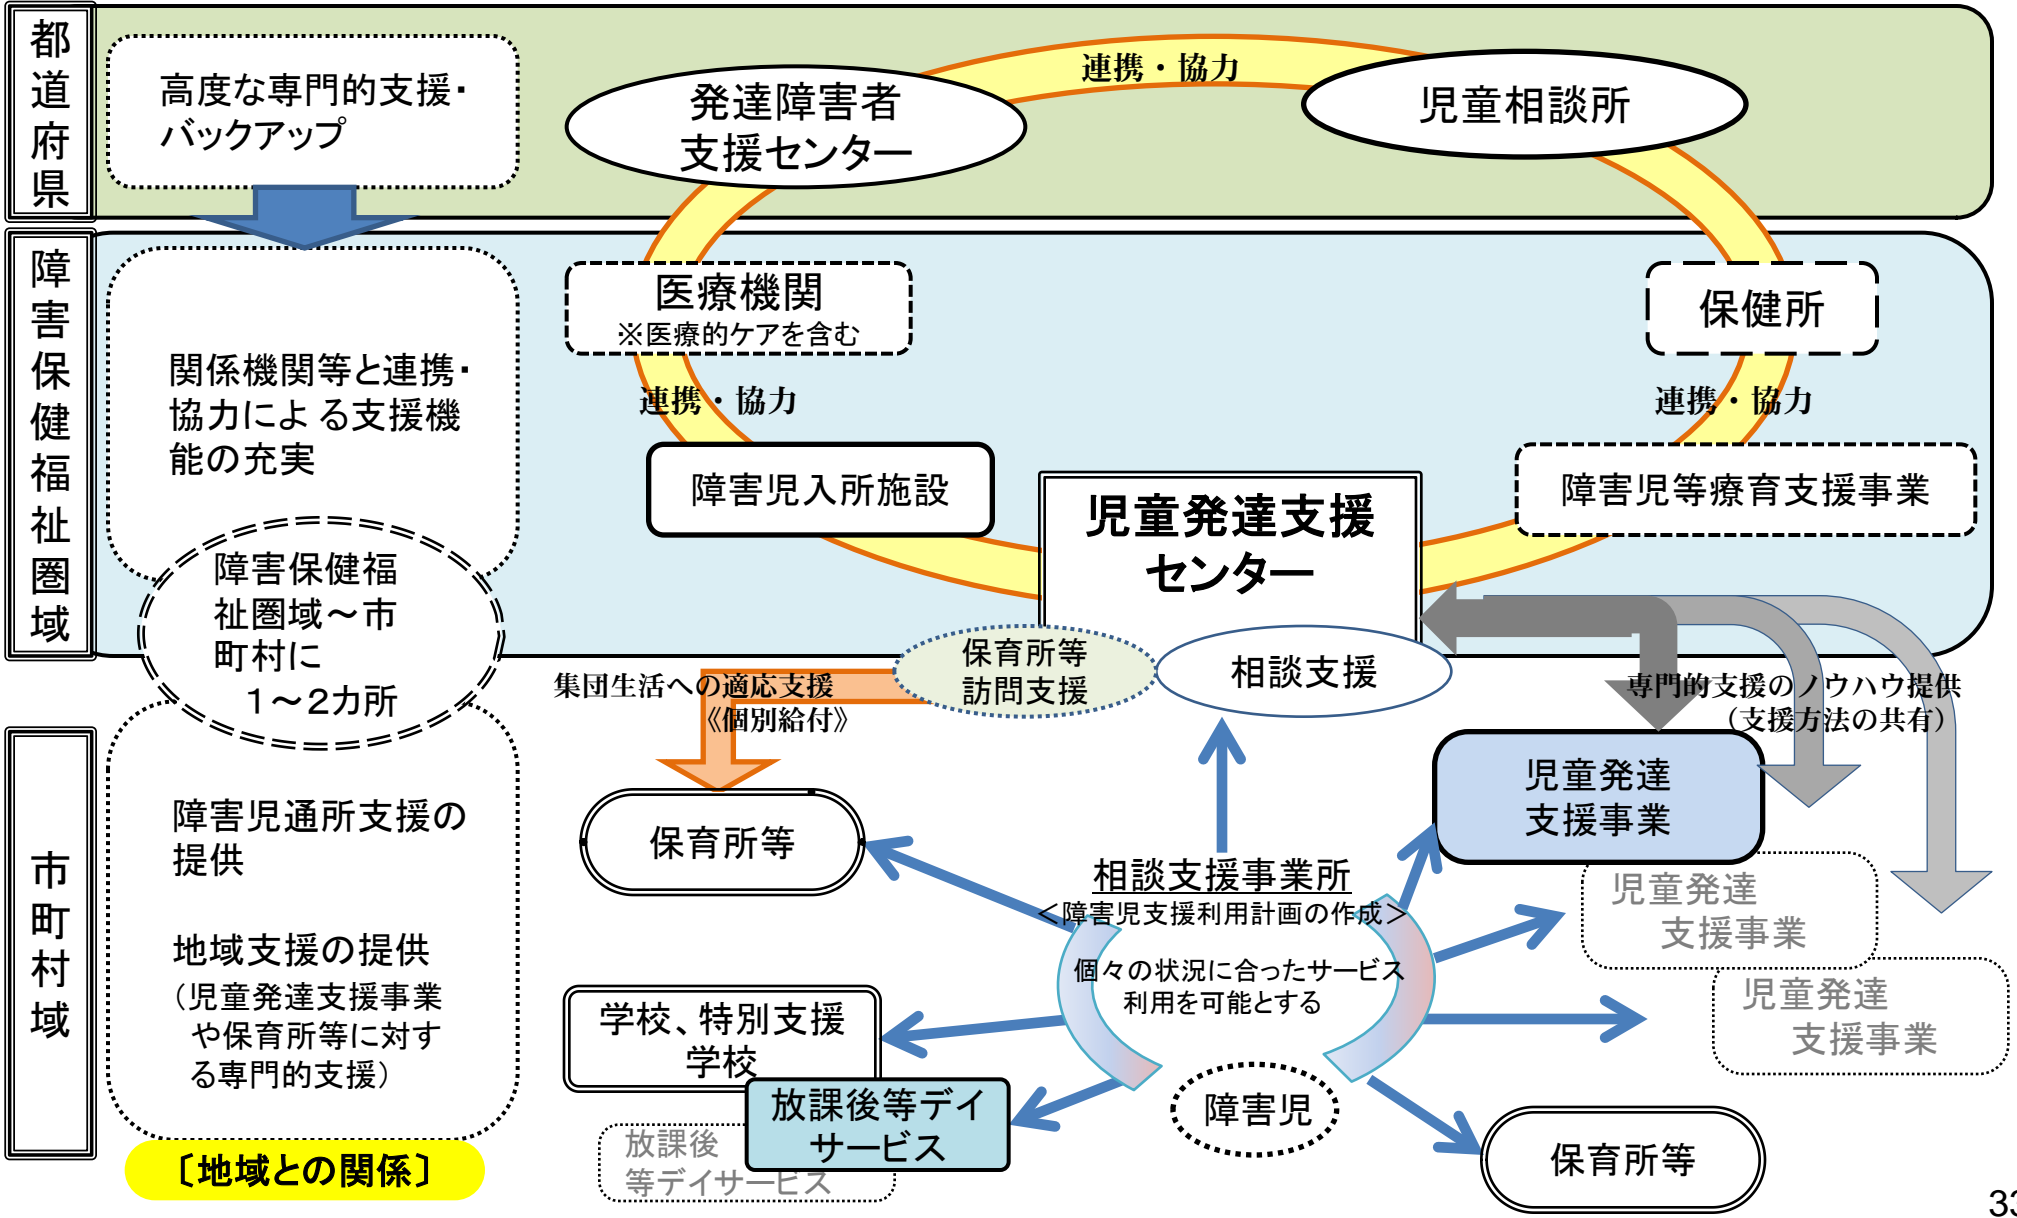 都道府県
高度な専門的支援・
バックアップ
発達障害者
支援センター
連携・協力
児童相談所
障害保健福祉圏域
関係機関等と連携・
協力による支援機
能の充実
医療機関
※医療的ケアを含む
保健所
連携・協力
連携・協力
障害児入所施設
児童発達支援
センター
障害児等療育支援事業
障害保健福
祉圏域～市
町村に
1～2カ所
保育所等
訪問支援
相談支援
集団生活への適応支援
《個別給付》
専門的支援のノウハウ提供
（支援方法の共有）
市町村域
障害児通所支援の
提供
地域支援の提供
（児童発達支援事業
や保育所等に対す
る専門的支援）
〔地域との関係〕
保育所等
児童発達
支援事業
児童発達
支援事業
児童発達
支援事業
相談支援事業所
＜障害児支援利用計画の作成＞
個々の状況に合ったサービス
利用を可能とする
学校、特別支援
学校
放課後等デイ
サービス
放課後
等デイサービス
障害児
保育所等
33